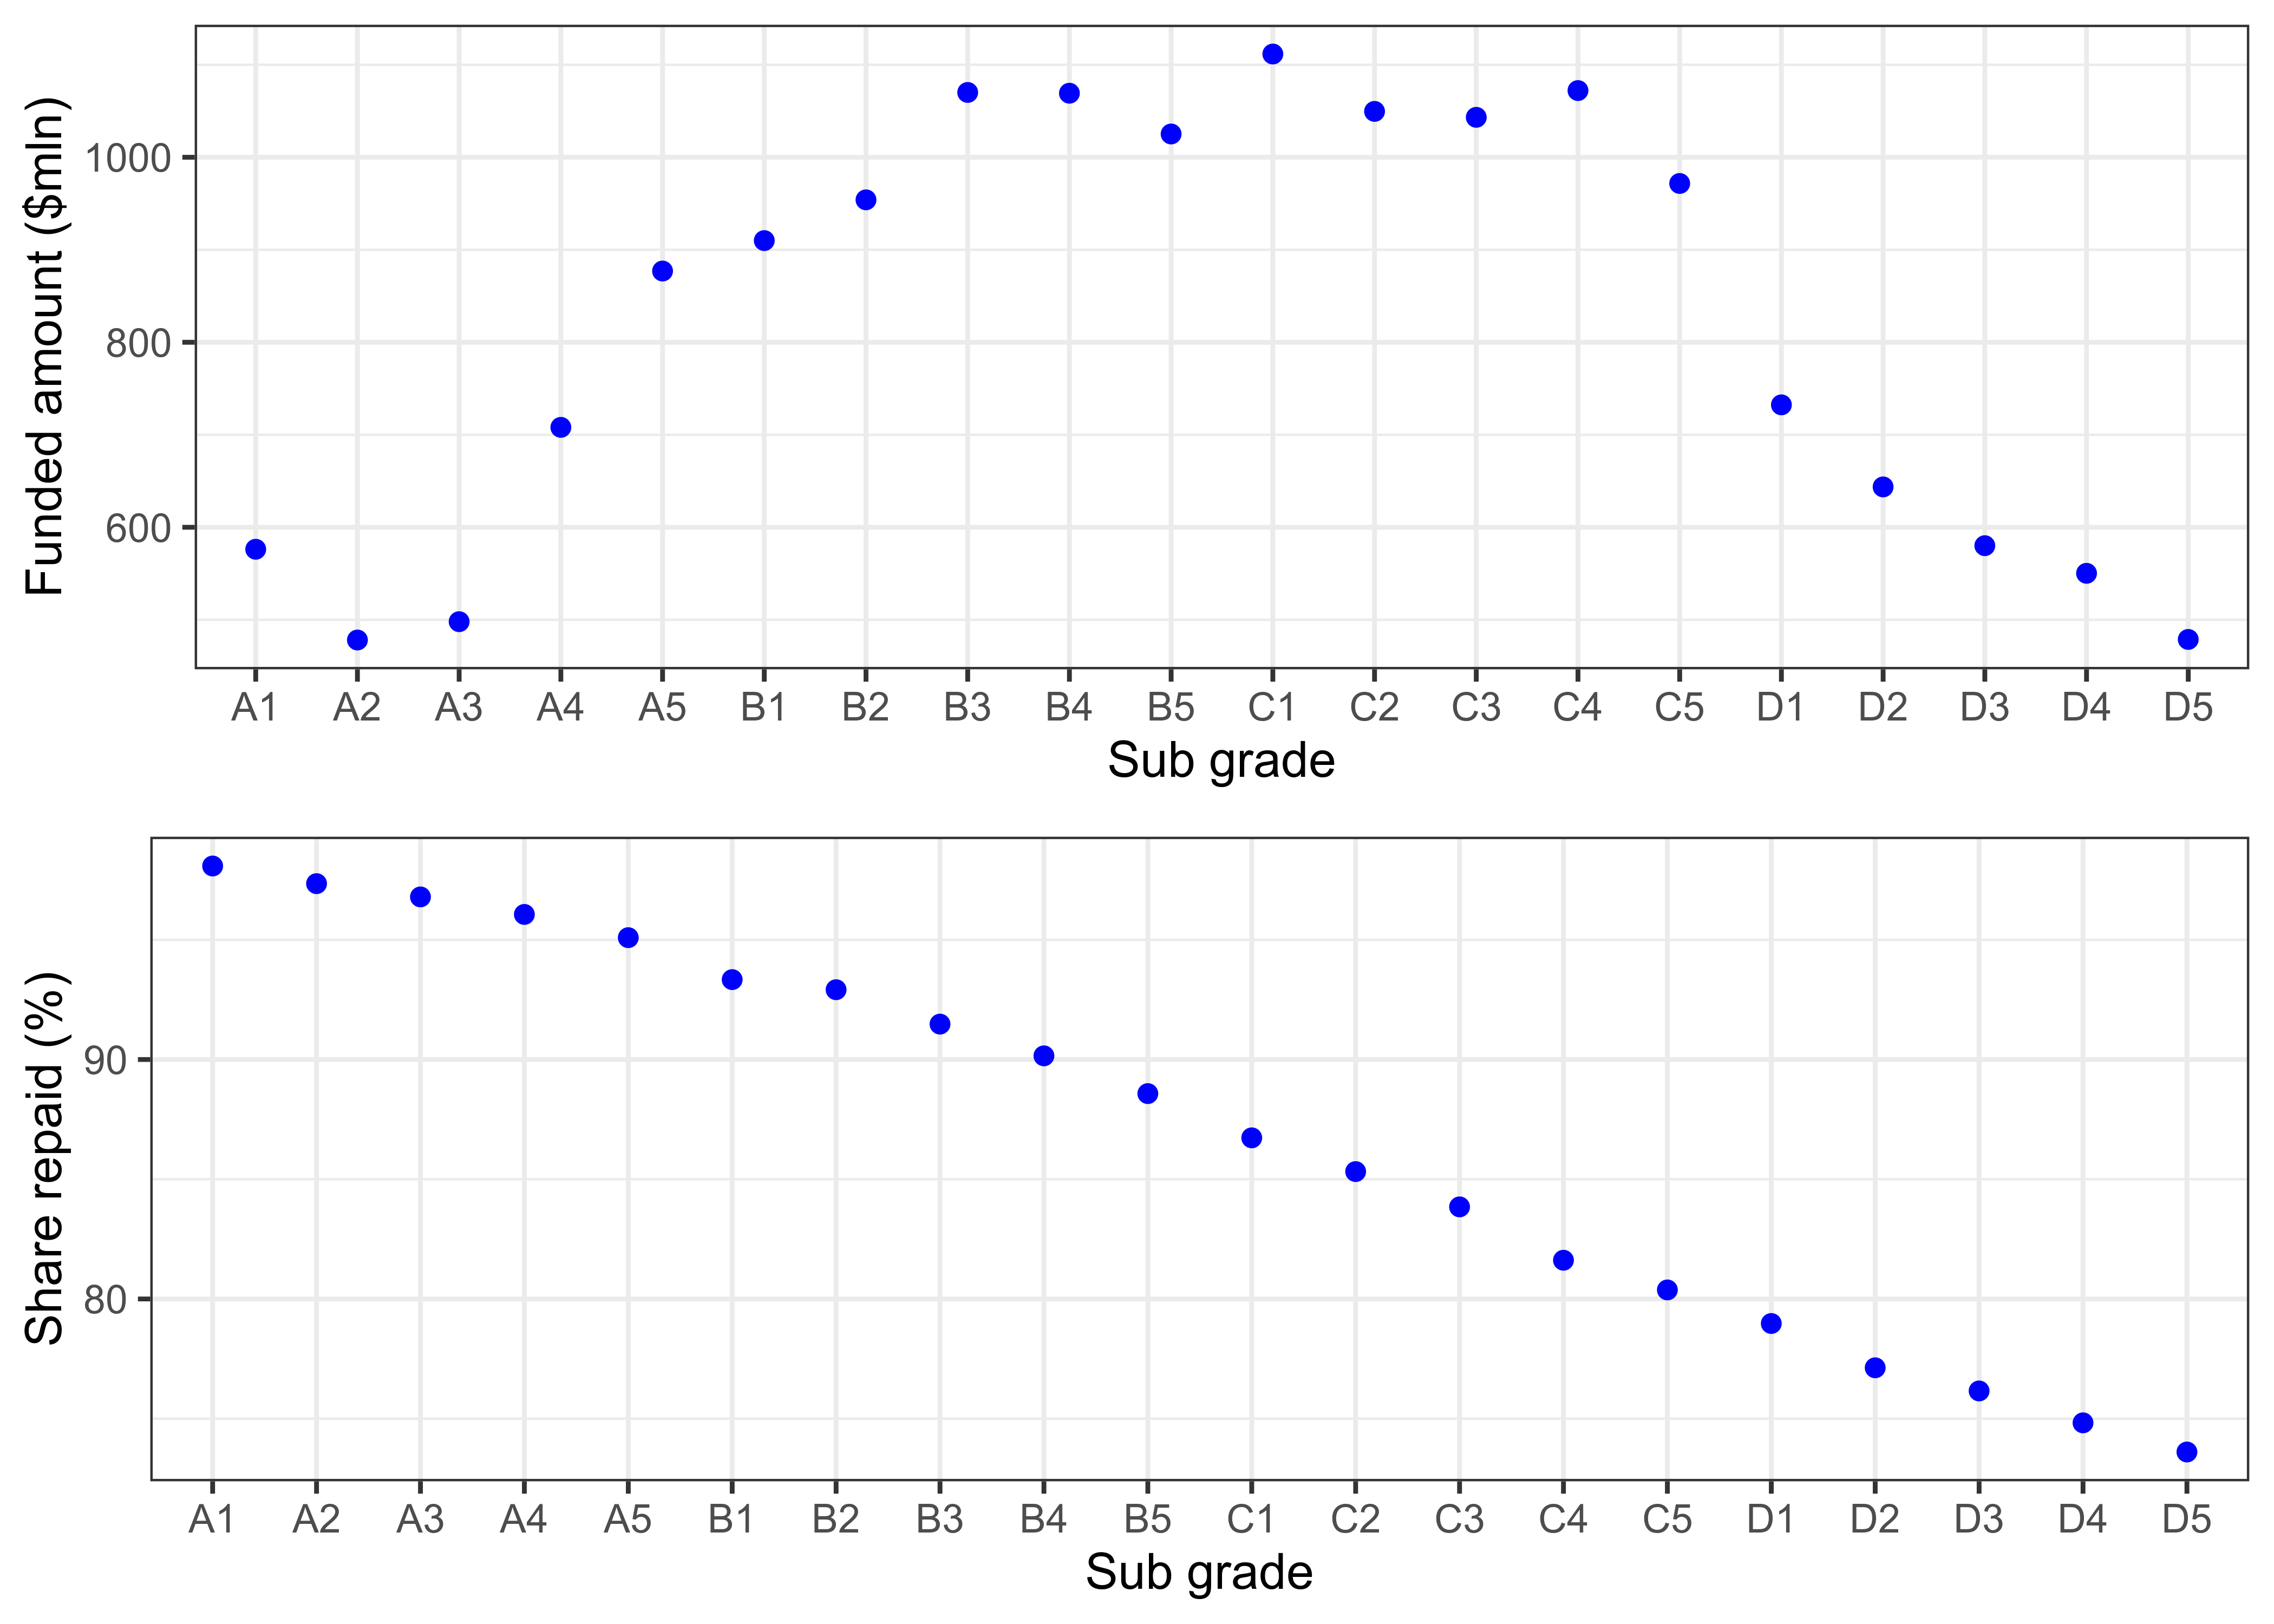 Funded amount ($mln)
1000
800
600
A1 A2 A3 A4 A5 B1 B2 B3 B4 B5 C1 C2 C3 C4 C5 D1 D2 D3 D4 D5
Sub grade
Share repaid (%)
90
80
A1 A2 A3 A4 A5 B1 B2 B3 B4 B5 C1 C2 C3 C4 C5 D1 D2 D3 D4 D5
Sub grade